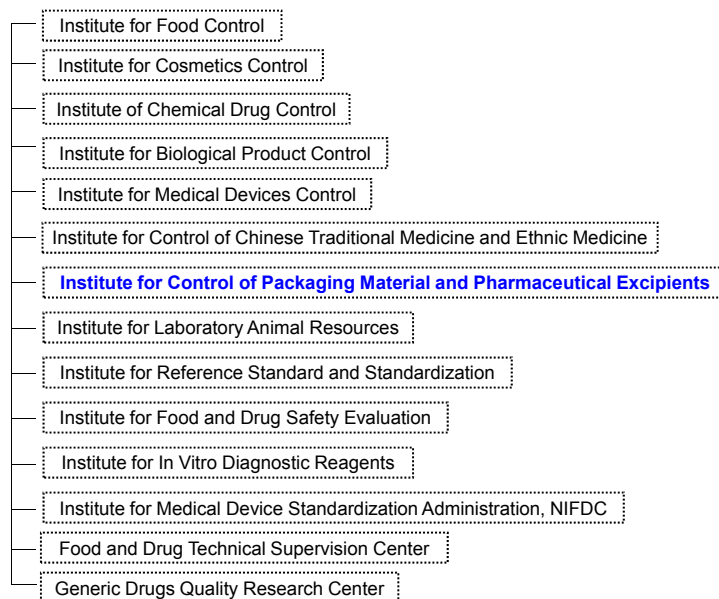 Institute for Food Control
Institute for Cosmetics Control
Institute of Chemical Drug Control
Institute for Biological Product Control
Institute for Medical Devices Control
Institute for Control of Chinese Traditional Medicine and Ethnic Medicine
Institute for Control of Packaging Material and Pharmaceutical Excipients
Institute for Laboratory Animal Resources
Institute for Reference Standard and Standardization
Institute for Food and Drug Safety Evaluation
Institute for In Vitro Diagnostic Reagents
Institute for Medical Device Standardization Administration, NIFDC
Food and Drug Technical Supervision Center
Generic Drugs Quality Research Center